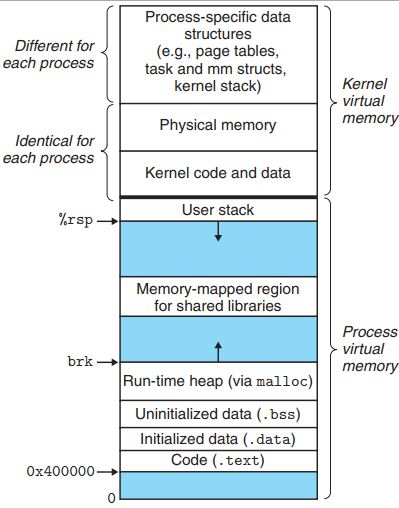 Process-specific data
structures
(e.g., page tables,
task and mm structs,
kernel stack)
Different for
each process
Kernel
virtual
memory
Physical memory
Identical for
each process
Kernel code and data
User stack
%rsp
Memory-mapped region
for shared libraries
Process
virtual
memory
brk
Run-time heap (via malloc)
Uninitialized data (.bss)
Initialized data (.data)
Code (.text)
0x400000
0